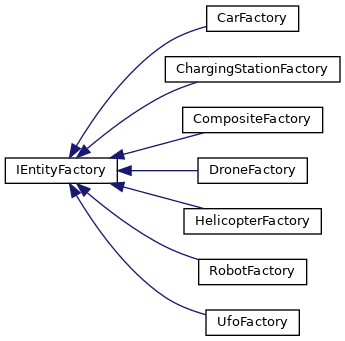 CarFactory
ChargingStationFactory
CompositeFactory
IEntityFactory
DroneFactory
HelicopterFactory
RobotFactory
UfoFactory